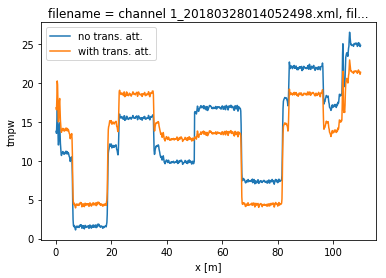 filename = channel 1_20180328014052498.xml, fil...
no trans. att.
with trans. att.
tmpw
25
20
15
10
5
0
0
20
40
60
80
100
x [m]